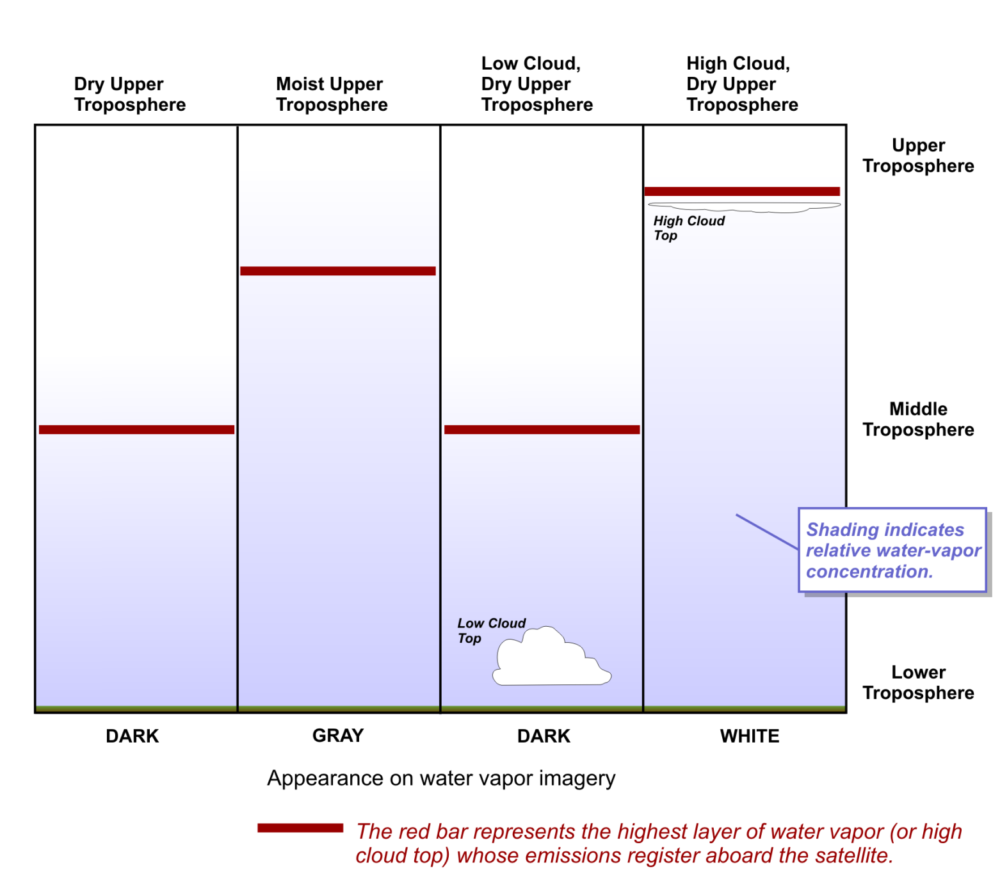 Dry Upper
Troposphere
Moist Upper
Troposphere
Low Cloud,
Dry Upper
Troposphere
High Cloud,
Dry Upper
Troposphere
Upper
Troposphere
High Cloud
Top
Middle
Troposphere
Shading indicates
relative water-vapor
concentration.
Low Cloud
Top
Lower
Troposphere
DARK
GRAY
DARK
WHITE
Appearance on water vapor imagery
The red bar represents the highest layer of water vapor (or high
cloud top) whose emissions register aboard the satellite.